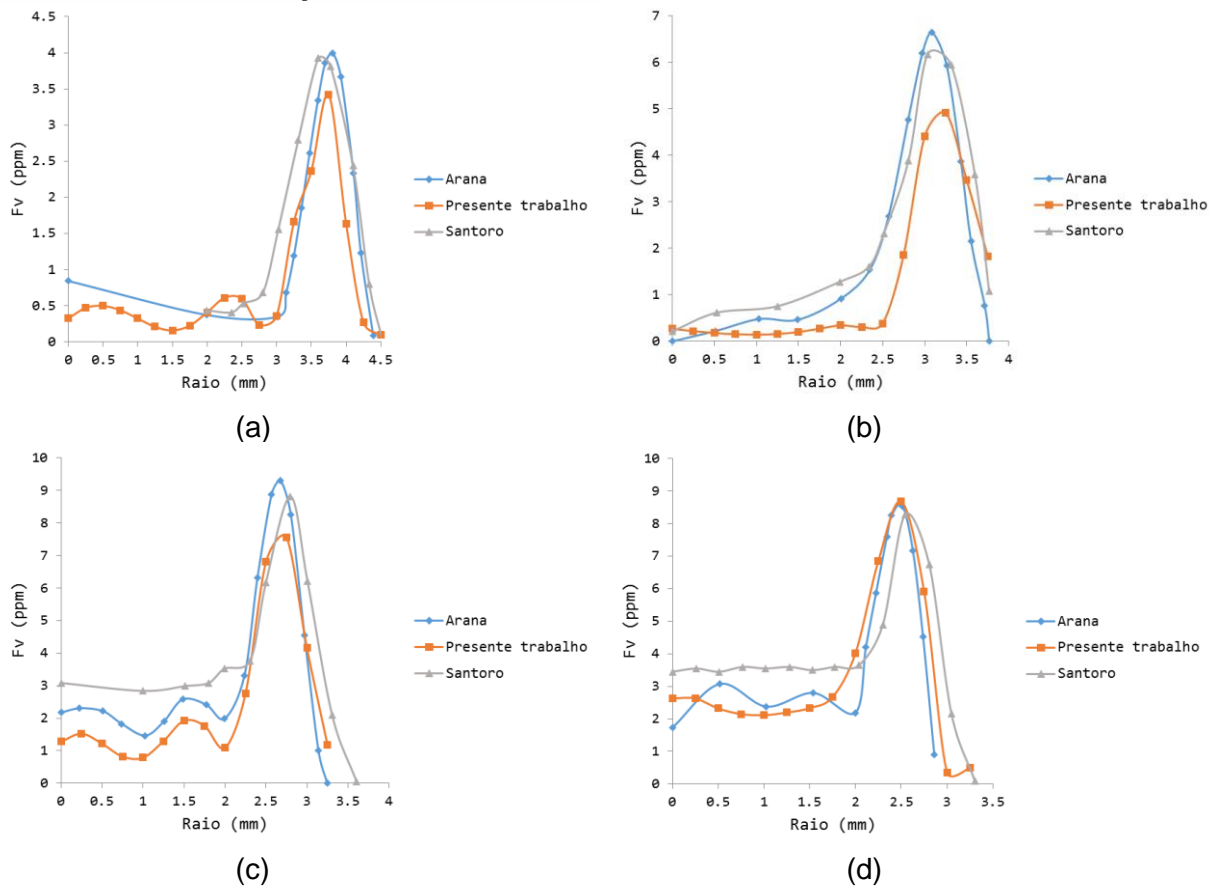 4.5
4
3.5
3
2.5
2
1.5
1
0.5
0
Fv (ppm)
0 0.5 1 1.5 2 2.5 3 3.5 4 4.5
Raio (mm)
Arana
Presente trabalho
Santoro
(a)
7
6
5
4
3
2
1
0
Fv (ppm)
0 0.5 1 1.5 2 2.5 3 3.5 4
Raio (mm)
Arana
Presente trabalho
Santoro
(b)
10
9
8
7
6
5
4
3
2
1
0
Fv (ppm)
0 0.5 1 1.5 2 2.5 3 3.5 4
Raio (mm)
Arana
Presente trabalho
Santoro
(c)
10
9
8
7
6
5
4
3
2
1
0
Fv (ppm)
0 0.5 1 1.5 2 2.5 3 3.5
Raio (mm)
Arana
Presente trabalho
Santoro
(d)